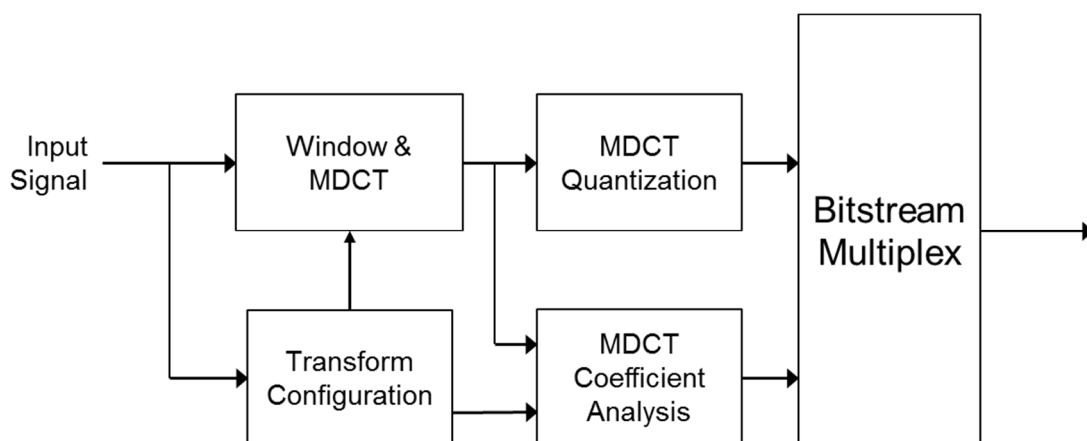 Input
Signal
Window &
MDCT
MDCT
Quantization
Bitstream
Multiplex
Transform
Configuration
MDCT
Coefficient
Analysis